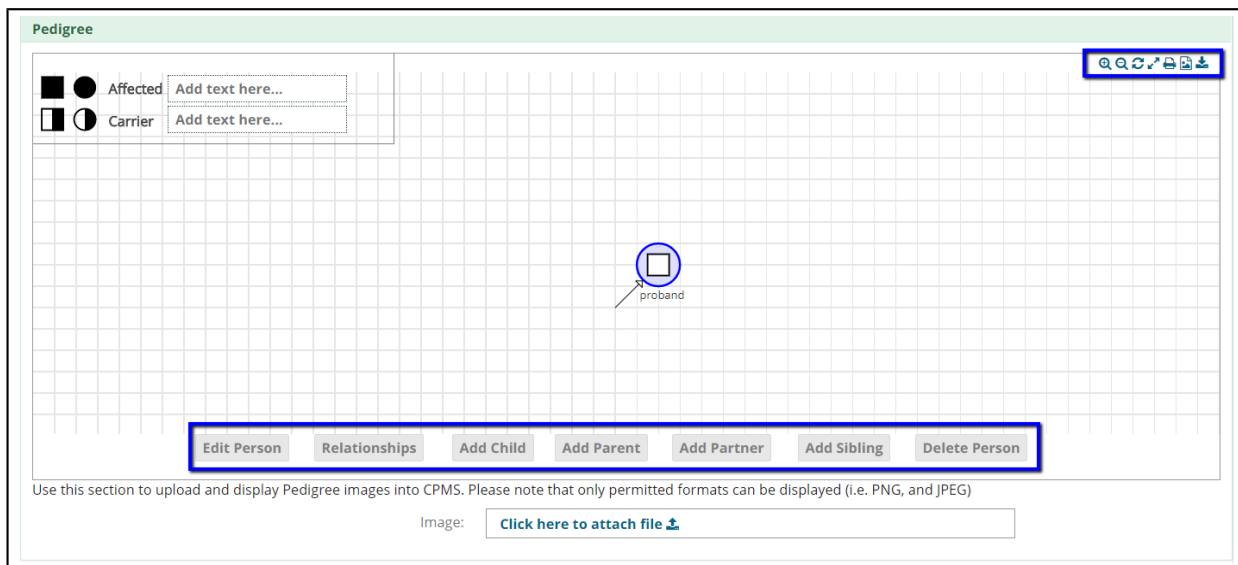 Pedigree
Affected Add text here...
Carrier Add text here...
proband
Edit Person Relationships Add Child Add Parent Add Partner Add Sibling Delete Person
Use this section to upload and display Pedigree images into CPMS. Please note that only permitted formats can be displayed (i.e. PNG, and JPEG)
Image: Click here to attach file